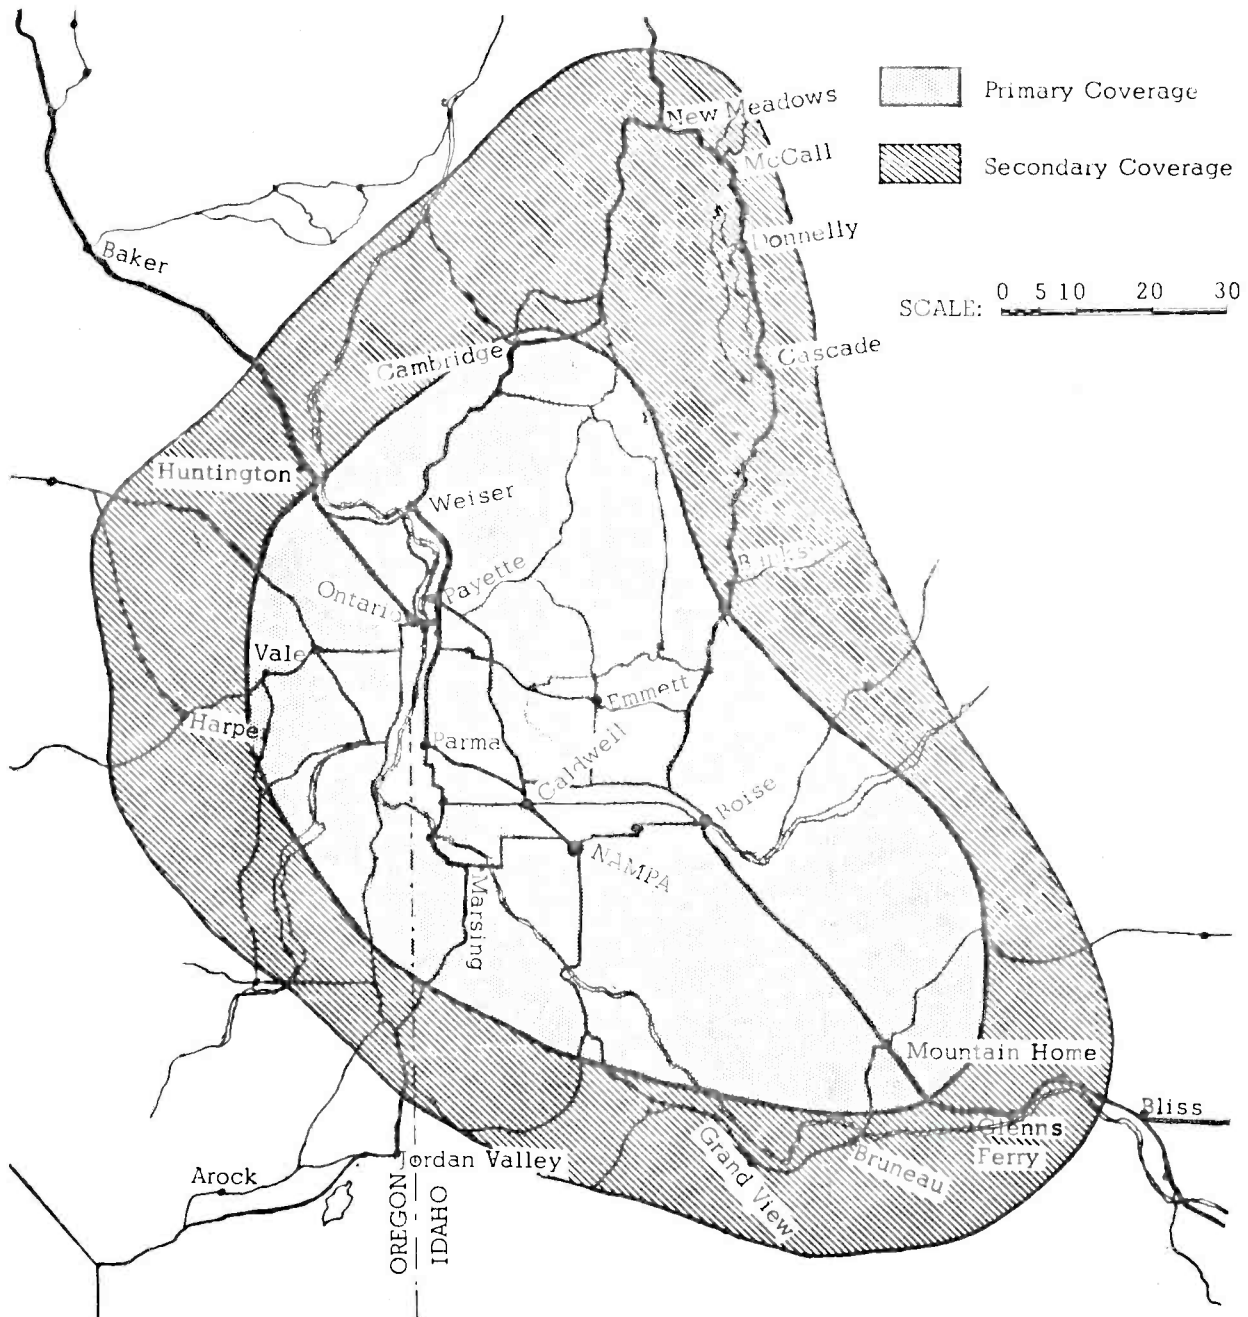 Primary Coverage
Secondary Coverage
SCALE: 0 5 10 20 30
New Meadows
McCall
Donnelly
Baker
Cascade
Cambridge
Huntington
Weiser
Banks
Payette
Ontario
Vale
Emmett
Harpe
Parma
Caldwell
Boise
NAMPA
Marsing
Mountain Home
Bliss
Glenns
Ferry
Bruneau
Grand View
Jordan Valley
Arock
OREGON
IDAHO